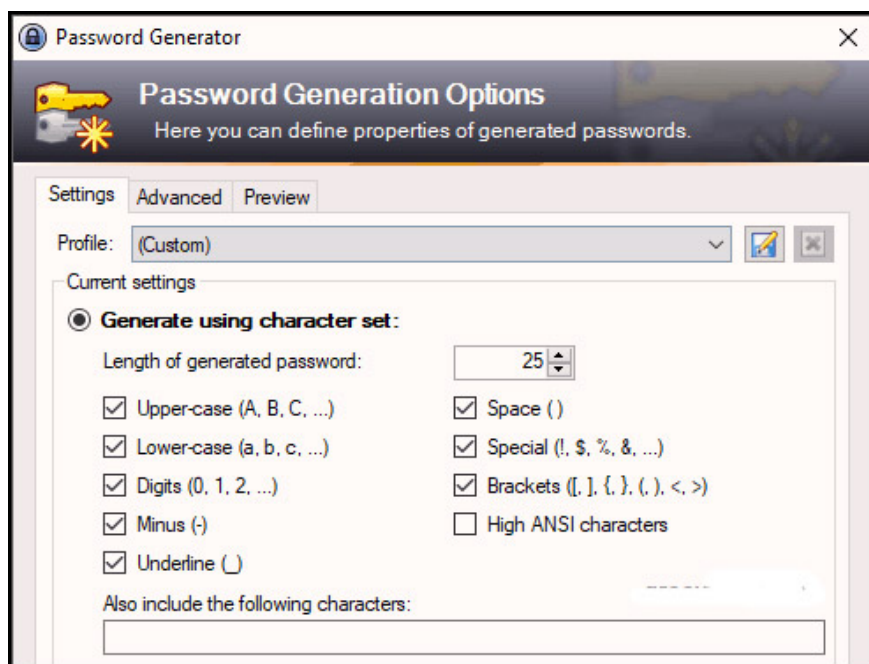 Password Generator
Password Generation Options
Here you can define properties of generated passwords.
Settings Advanced Preview
Profile: (Custom)
Current settings
Generate using character set:
Length of generated password: 25
Upper-case (A, B, C, ...) Space ( )
Lower-case (a, b, c, ...) Special (!, $, %, &, ...)
Digits (0, 1, 2, ...) Brackets ([, ], {, }, (, ), <, >)
Minus (-) High ANSI characters
Underline (_)
Also include the following characters: